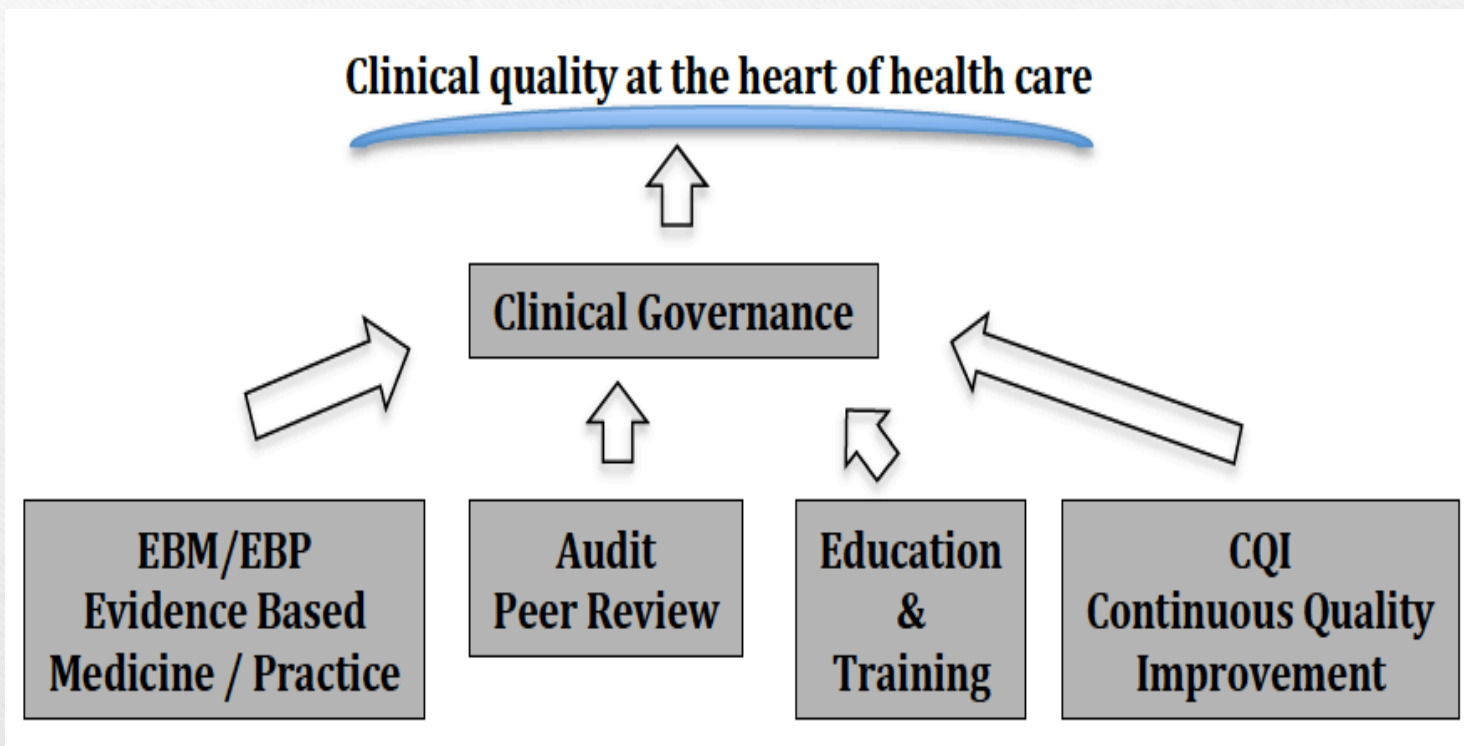 Clinical quality at the heart of health care
Clinical Governance
EBM/EBP
Evidence Based
Medicine / Practice
Audit
Peer Review
Education
&
Training
CQI
Continuous Quality
Improvement